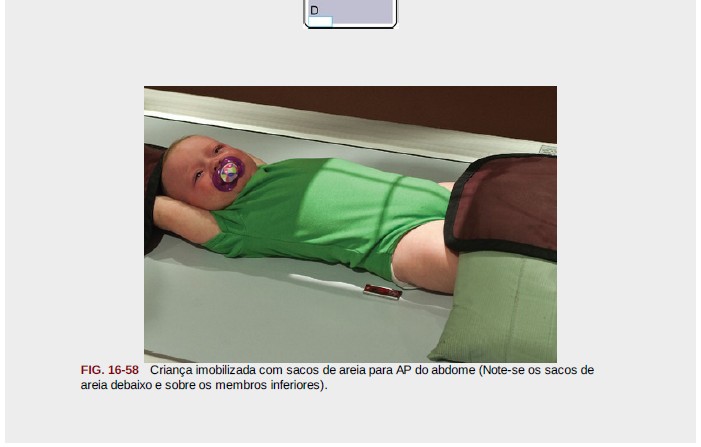 D
FIG. 16-58 Criança imobilizada com sacos de areia para AP do abdome (Note-se os sacos de
areia debaixo e sobre os membros inferiores).